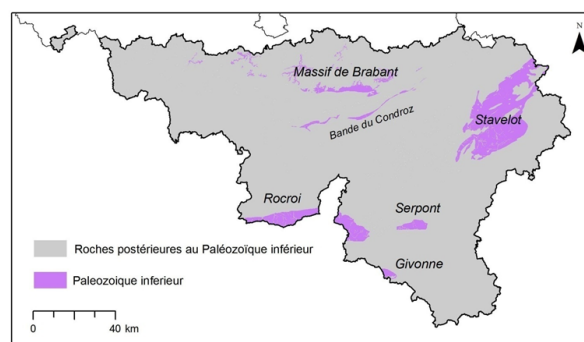 N
Massif de Brabant
Stavelot
Bande du Condroz
Rocroi
Serpont
Givonne
Roches postérieures au Paléozoïque inférieur
Paleozoique inferieur
0 40 km